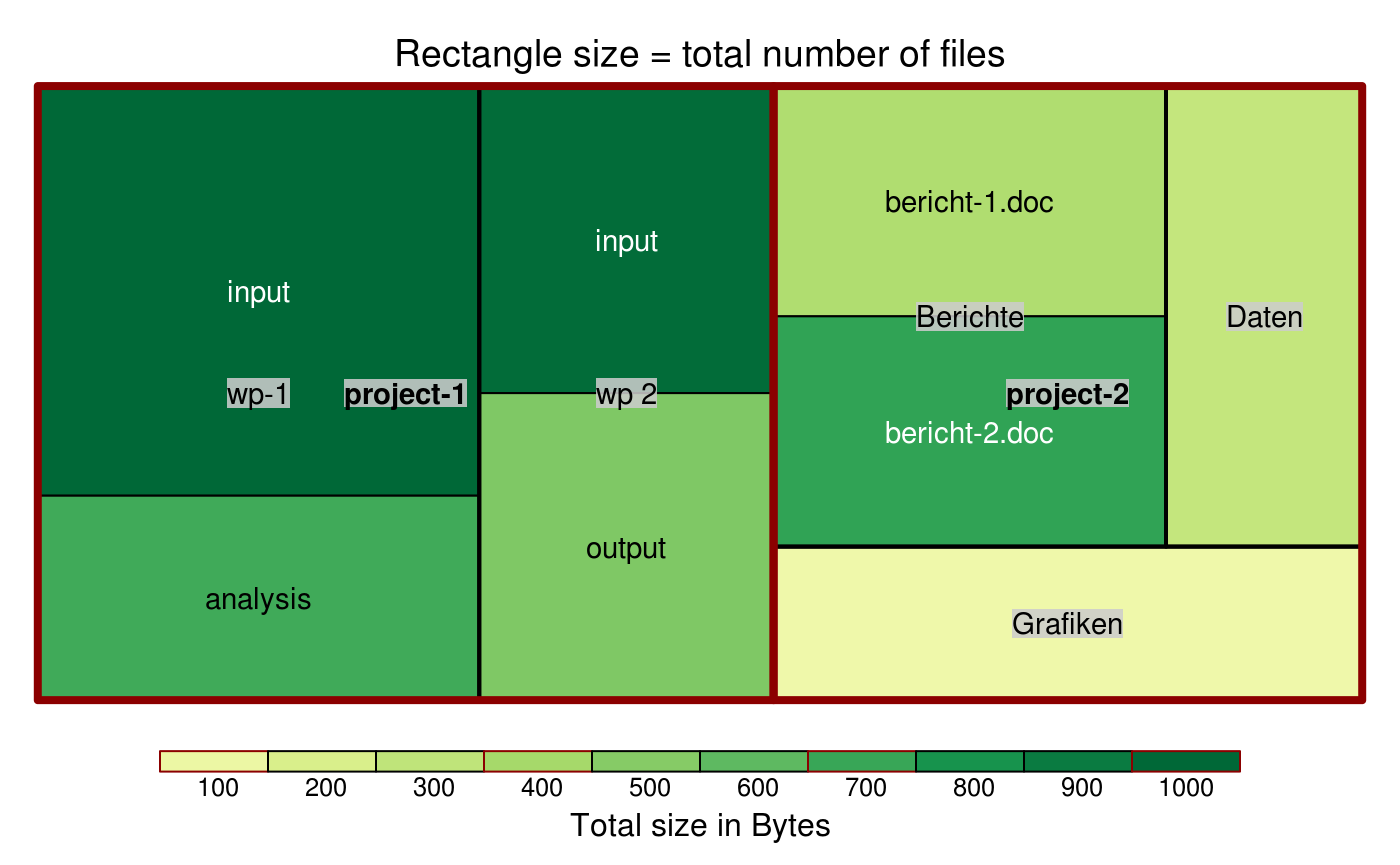 Rectangle size = total number of files
bericht-1.doc
input
input
Berichte
Daten
wp-1
project-1
wp 2
project-2
bericht-2.doc
output
analysis
Grafiken
100 200 300 400 500 600 700 800 900 1000
Total size in Bytes